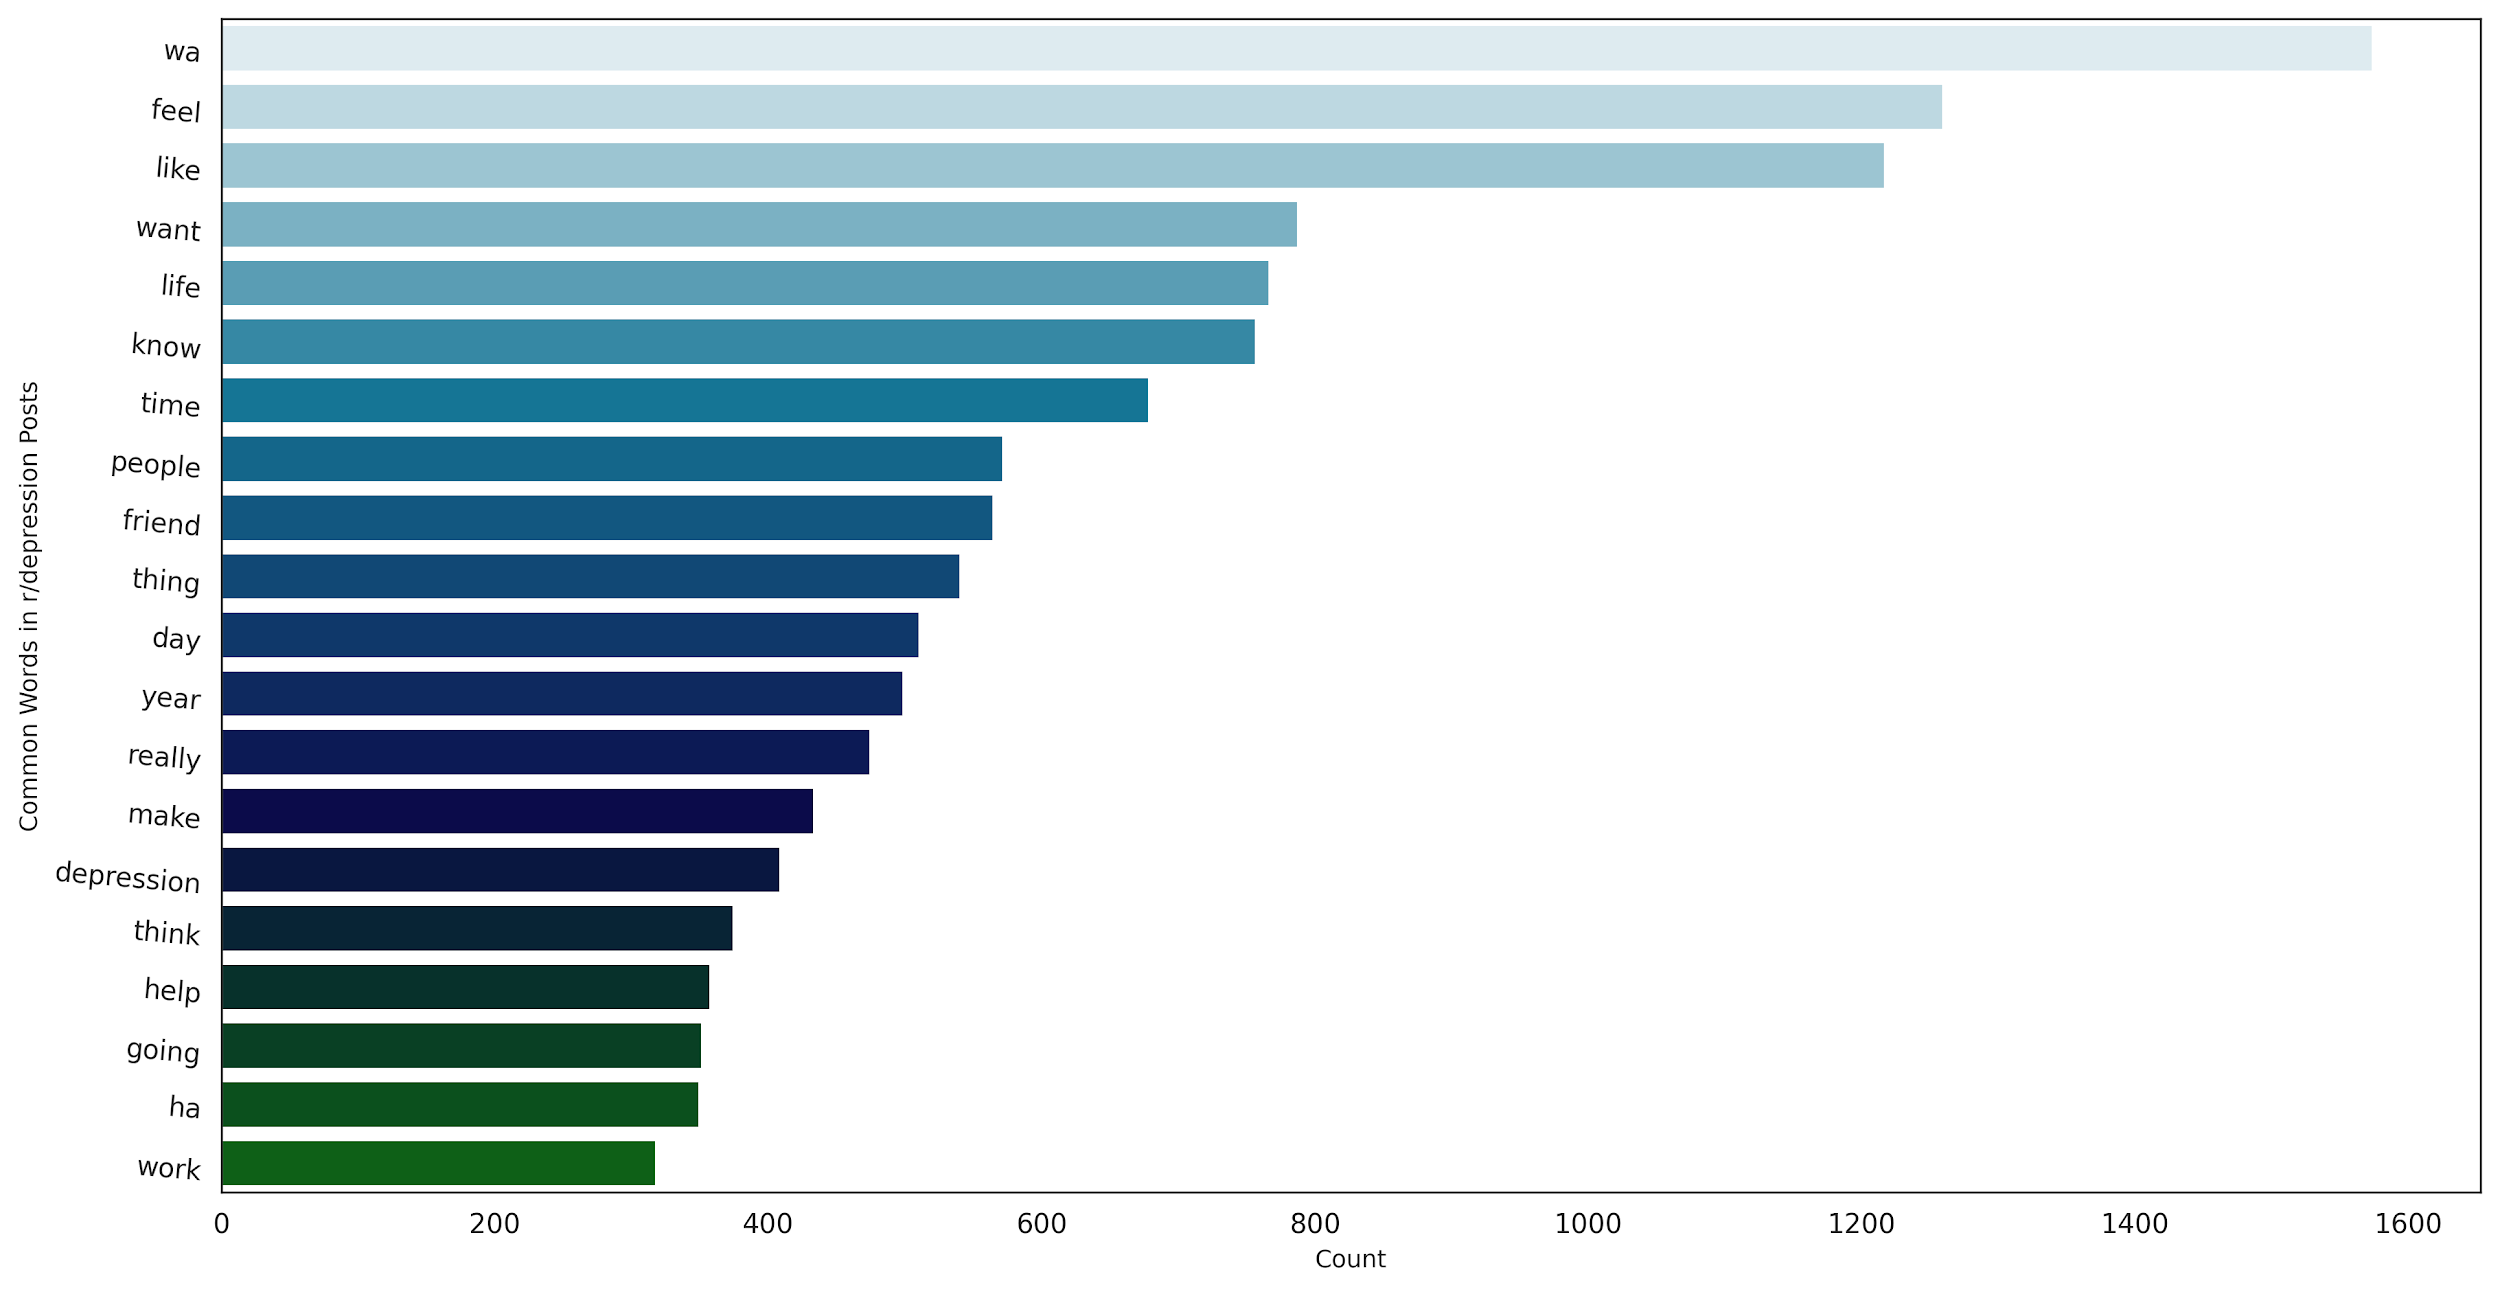 wa
feel
like
want
life
know
time
people
friend
thing
day
year
really
make
depression
think
help
going
ha
work
Common Words in r/depression Posts
0 200 400 600 800 1000 1200 1400 1600
Count